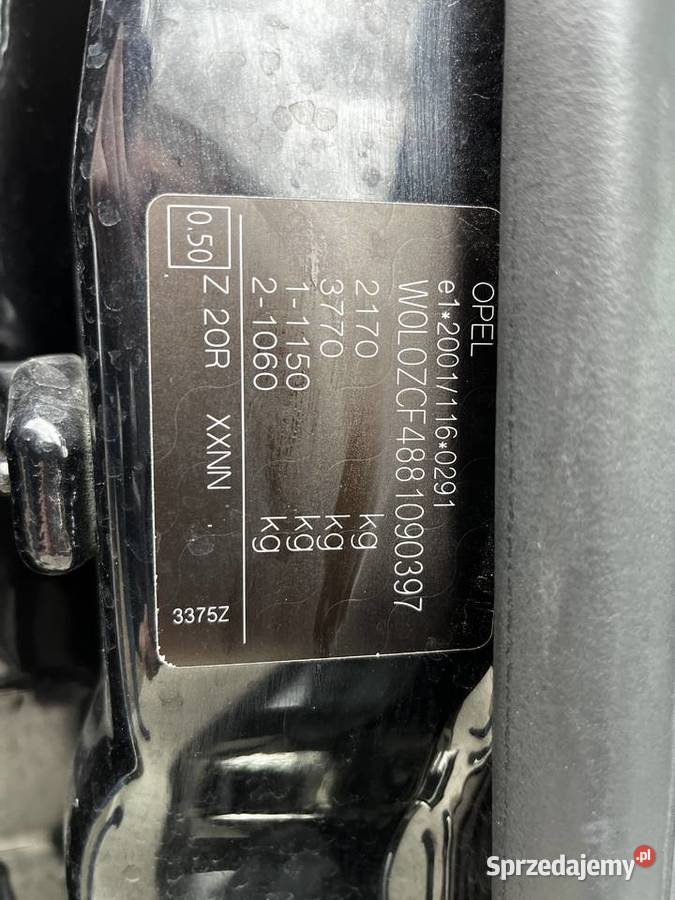 OPEL
e1*2001/116*0291
W0L0ZCF4881090397
2170 kg
3770 kg
1-1150 kg
2-1060 kg
0.50 Z 20R XXNN .
3375Z
Sprzedajemy.pl